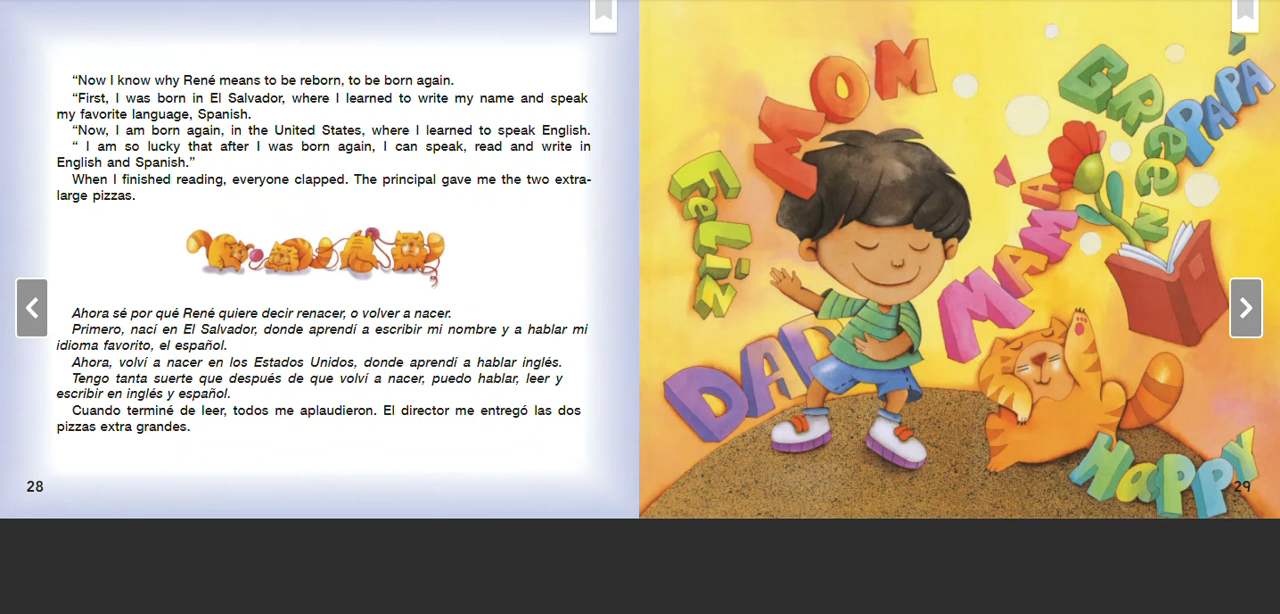 “Now I know why René means to be reborn, to be born again.
“First, I was born in El Salvador, where I learned to write my name and speak
my favorite language, Spanish.
“Now, I am born again, in the United States, where I learned to speak English.
“ I am so lucky that after I was born again, I can speak, read and write in
English and Spanish.”
When I finished reading, everyone clapped. The principal gave me the two extra-
large pizzas.
Ahora sé por qué René quiere decir renacer, o volver a nacer.
Primero, nací en El Salvador, donde aprendí a escribir mi nombre y a hablar mi
idioma favorito, el español.
Ahora, volví a nacer en los Estados Unidos, donde aprendí a hablar inglés.
Tengo tanta suerte que después de que volví a nacer, puedo hablar, leer y
escribir en inglés y español.
Cuando terminé de leer, todos me aplaudieron. El director me entregó las dos
pizzas extra grandes.
28
MOM
GReeN
PAPÁ
FeLiz
MAMÁ
DAD
HaPPY
29